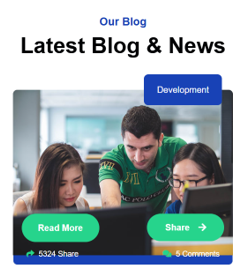 Our Blog
Latest Blog & News
Development
Read More
Share
5324 Share
5 Comments